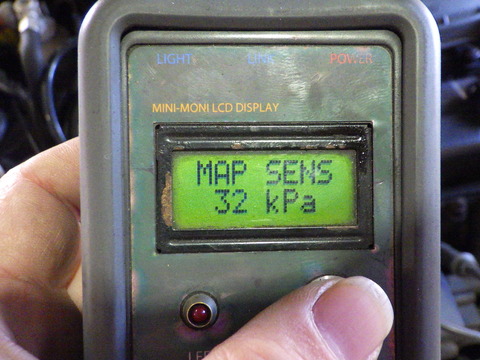 LIGHT LINK POWER
MINI-MONI LCD DISPLAY
MAP SENS
32 kPa